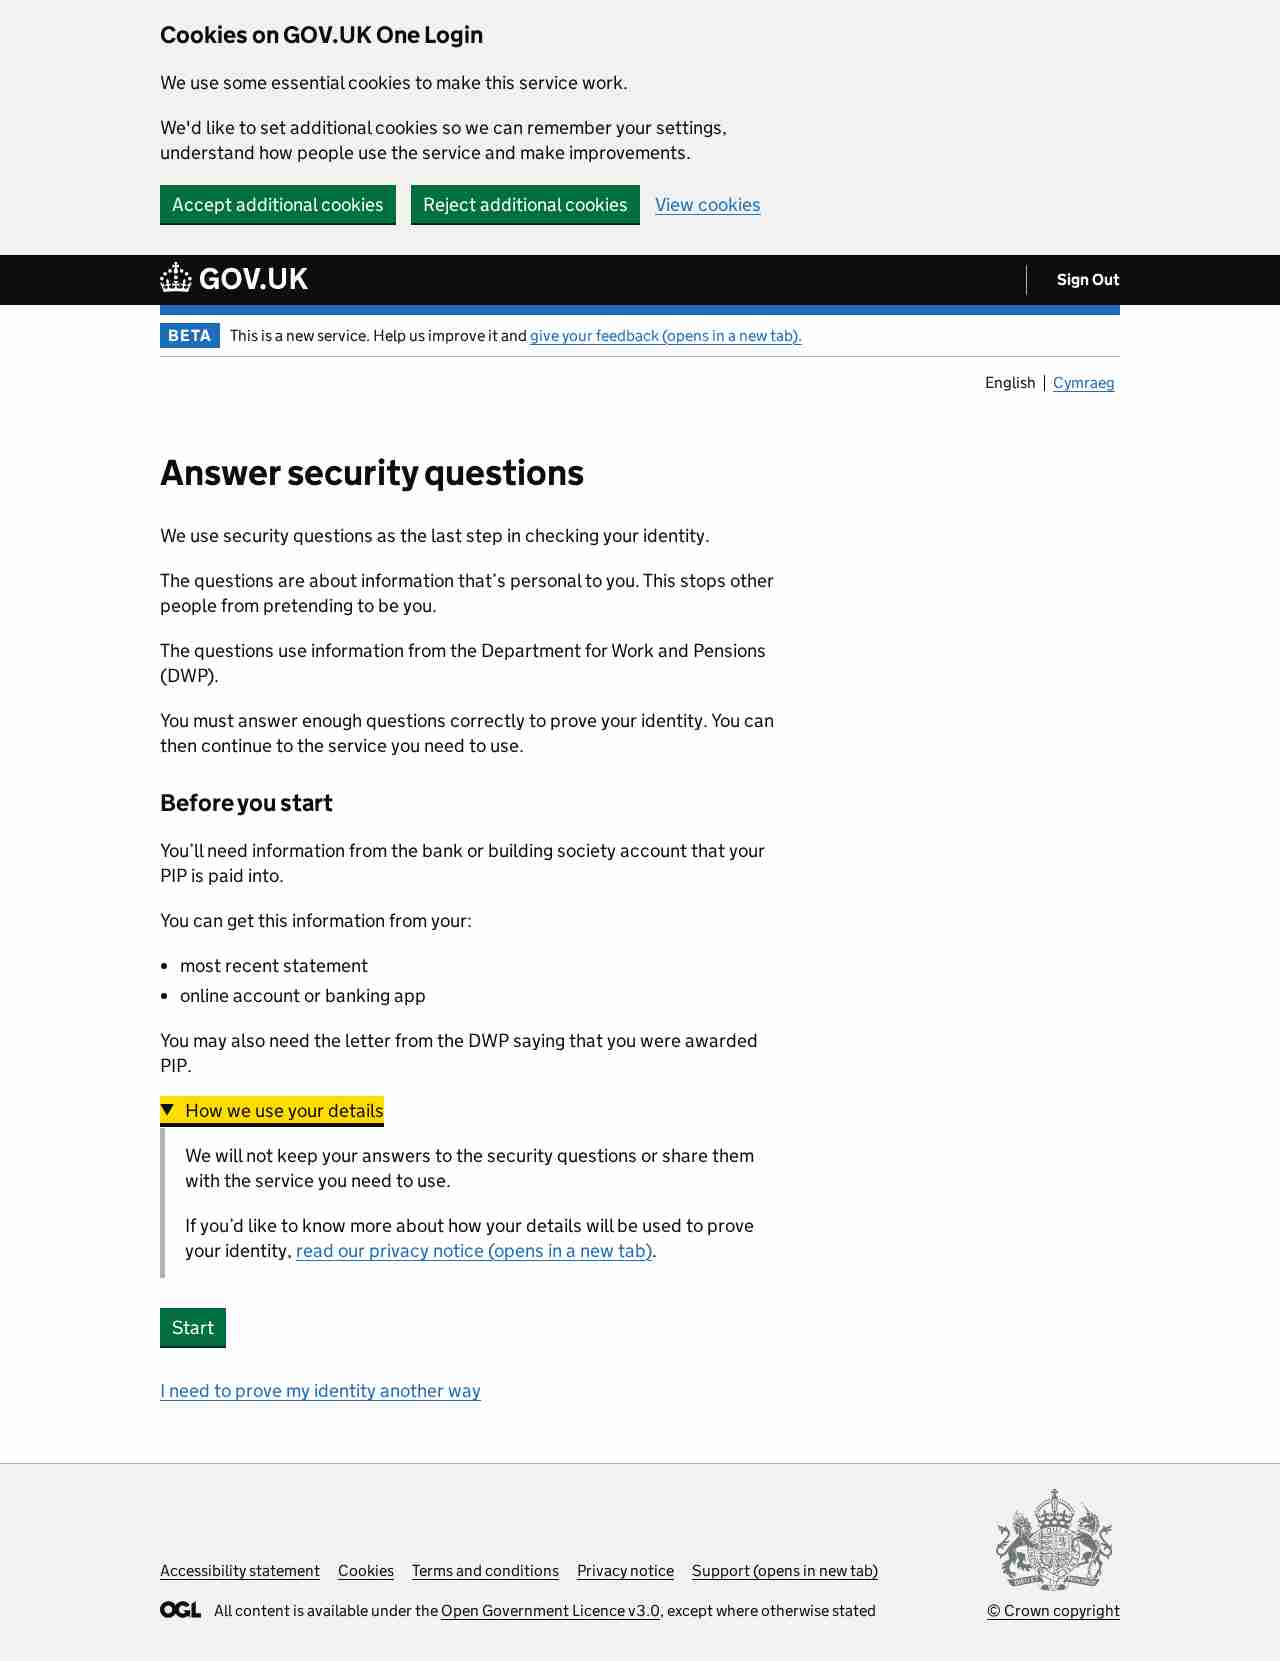 Cookies on GOV.UK One Login
We use some essential cookies to make this service work.
We'd like to set additional cookies so we can remember your settings,
understand how people use the service and make improvements.
Accept additional cookies Reject additional cookies View cookies
GOV.UK Sign Out
BETA This is a new service. Help us improve it and give your feedback (opens in a new tab).
English Cymraeg
Answer security questions
We use security questions as the last step in checking your identity.
The questions are about information that’s personal to you. This stops other
people from pretending to be you.
The questions use information from the Department for Work and Pensions
(DWP).
You must answer enough questions correctly to prove your identity. You can
then continue to the service you need to use.
Before you start
You’ll need information from the bank or building society account that your
PIP is paid into.
You can get this information from your:
• most recent statement
• online account or banking app
You may also need the letter from the DWP saying that you were awarded
PIP.
▼ How we use your details
We will not keep your answers to the security questions or share them
with the service you need to use.
If you’d like to know more about how your details will be used to prove
your identity, read our privacy notice (opens in a new tab).
Start
I need to prove my identity another way
Accessibility statement Cookies Terms and conditions Privacy notice Support (opens in new tab)
OGL All content is available under the Open Government Licence v3.0, except where otherwise stated
© Crown copyright